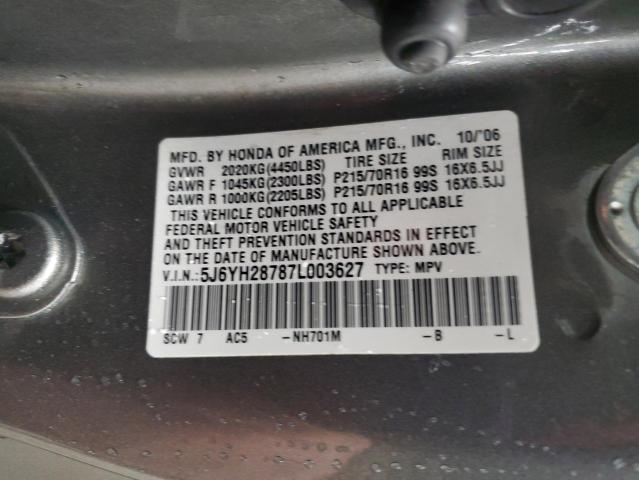 MFD. BY HONDA OF AMERICA MFG., INC. 10/'06
GVWR 2020KG(4450LBS) TIRE SIZE RIM SIZE
GAWR F 1045KG(2300LBS) P215/70R16 99S 16X6.5JJ
GAWR R 1000KG(2205LBS) P215/70R16 99S 16X6.5JJ
THIS VEHICLE CONFORMS TO ALL APPLICABLE
FEDERAL MOTOR VEHICLE SAFETY
AND THEFT PREVENTION STANDARDS IN EFFECT
ON THE DATE OF MANUFACTURE SHOWN ABOVE.
V.I.N.:5J6YH28787L003627 TYPE: MPV
SCW 7 AC5 -NH701M -B -L